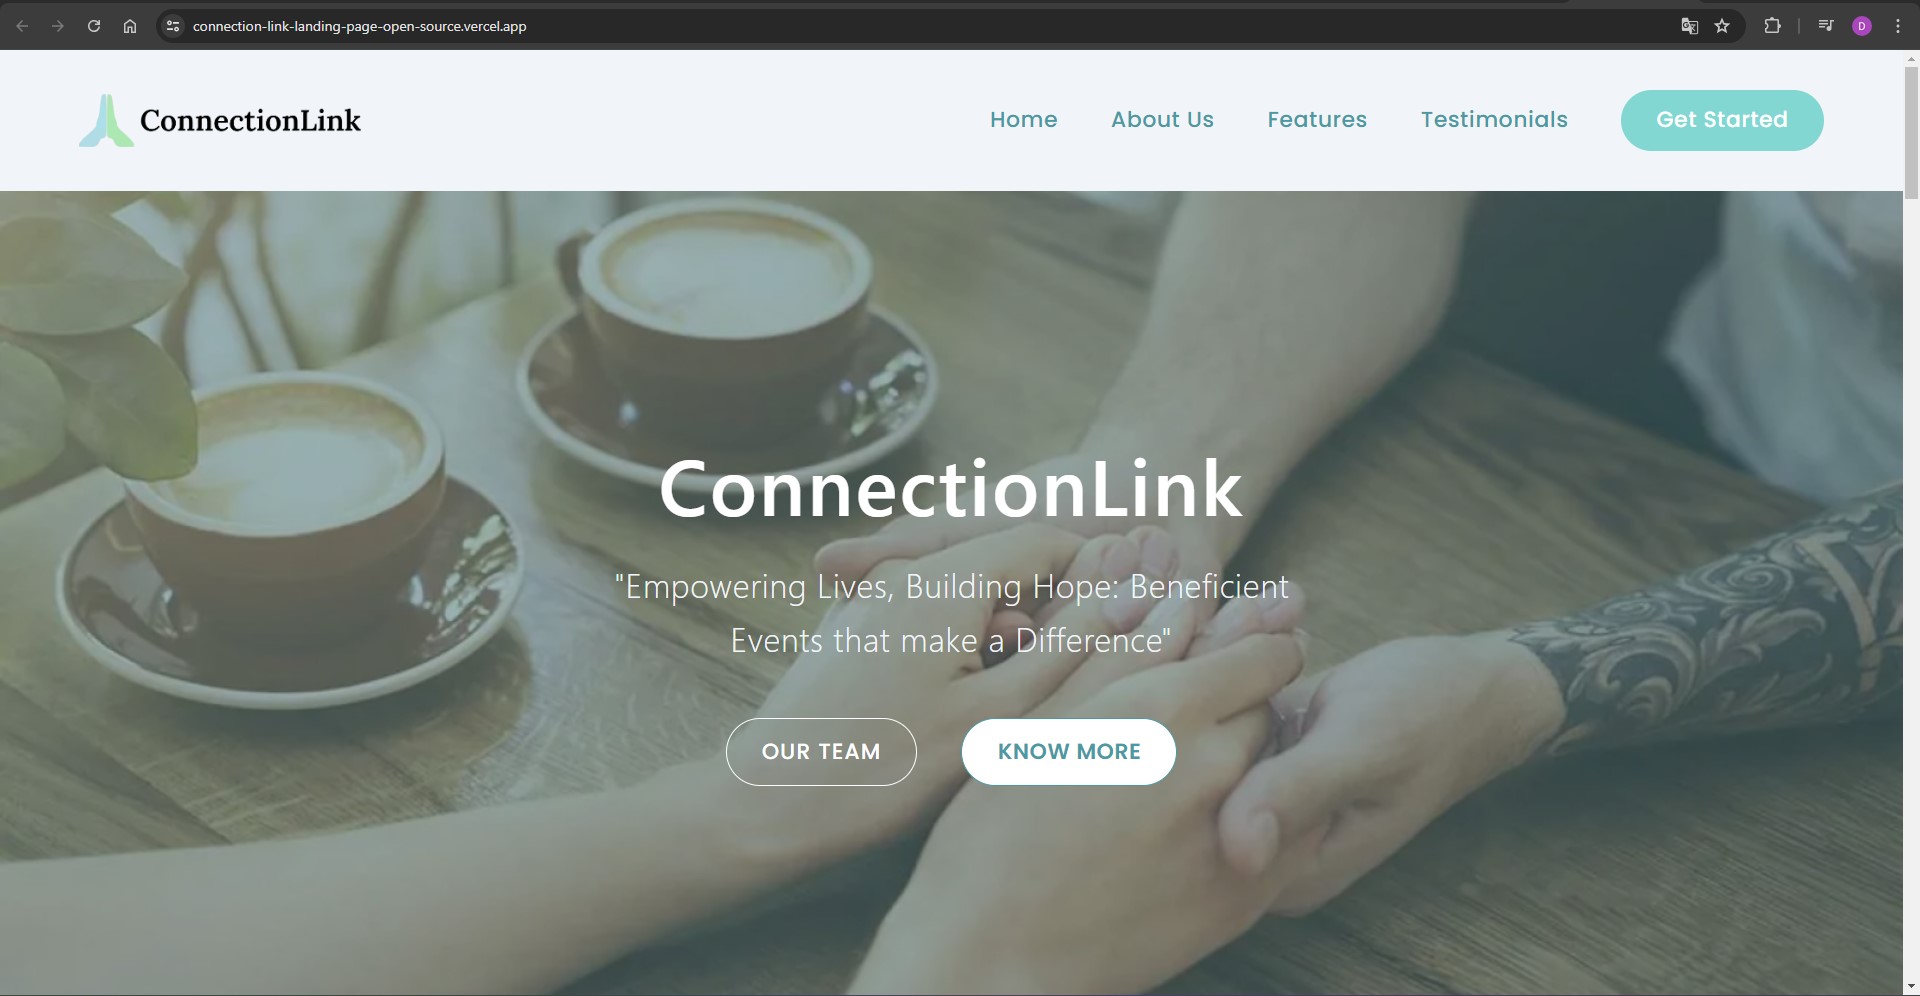 connection-link-landing-page-open-source.vercel.app
D
ConnectionLink
Home
About Us
Features
Testimonials
Get Started
ConnectionLink
"Empowering Lives, Building Hope: Beneficient
Events that make a Difference"
OUR TEAM
KNOW MORE